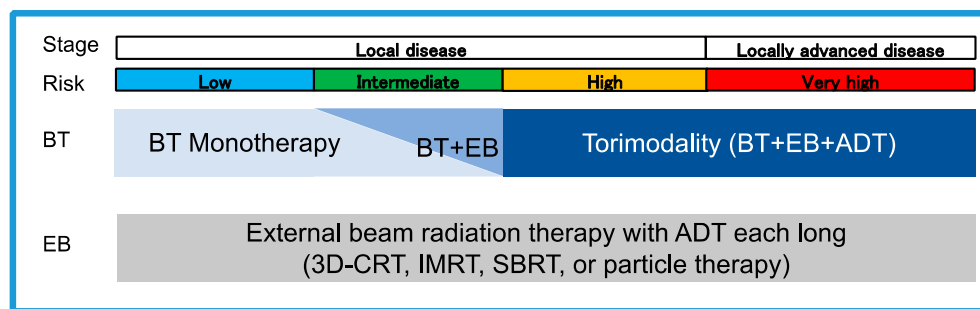 Stage Local disease Locally advanced disease
Risk Low Intermediate High Very high
BT BT Monotherapy BT+EB Torimodality (BT+EB+ADT)
EB External beam radiation therapy with ADT each long
(3D-CRT, IMRT, SBRT, or particle therapy)